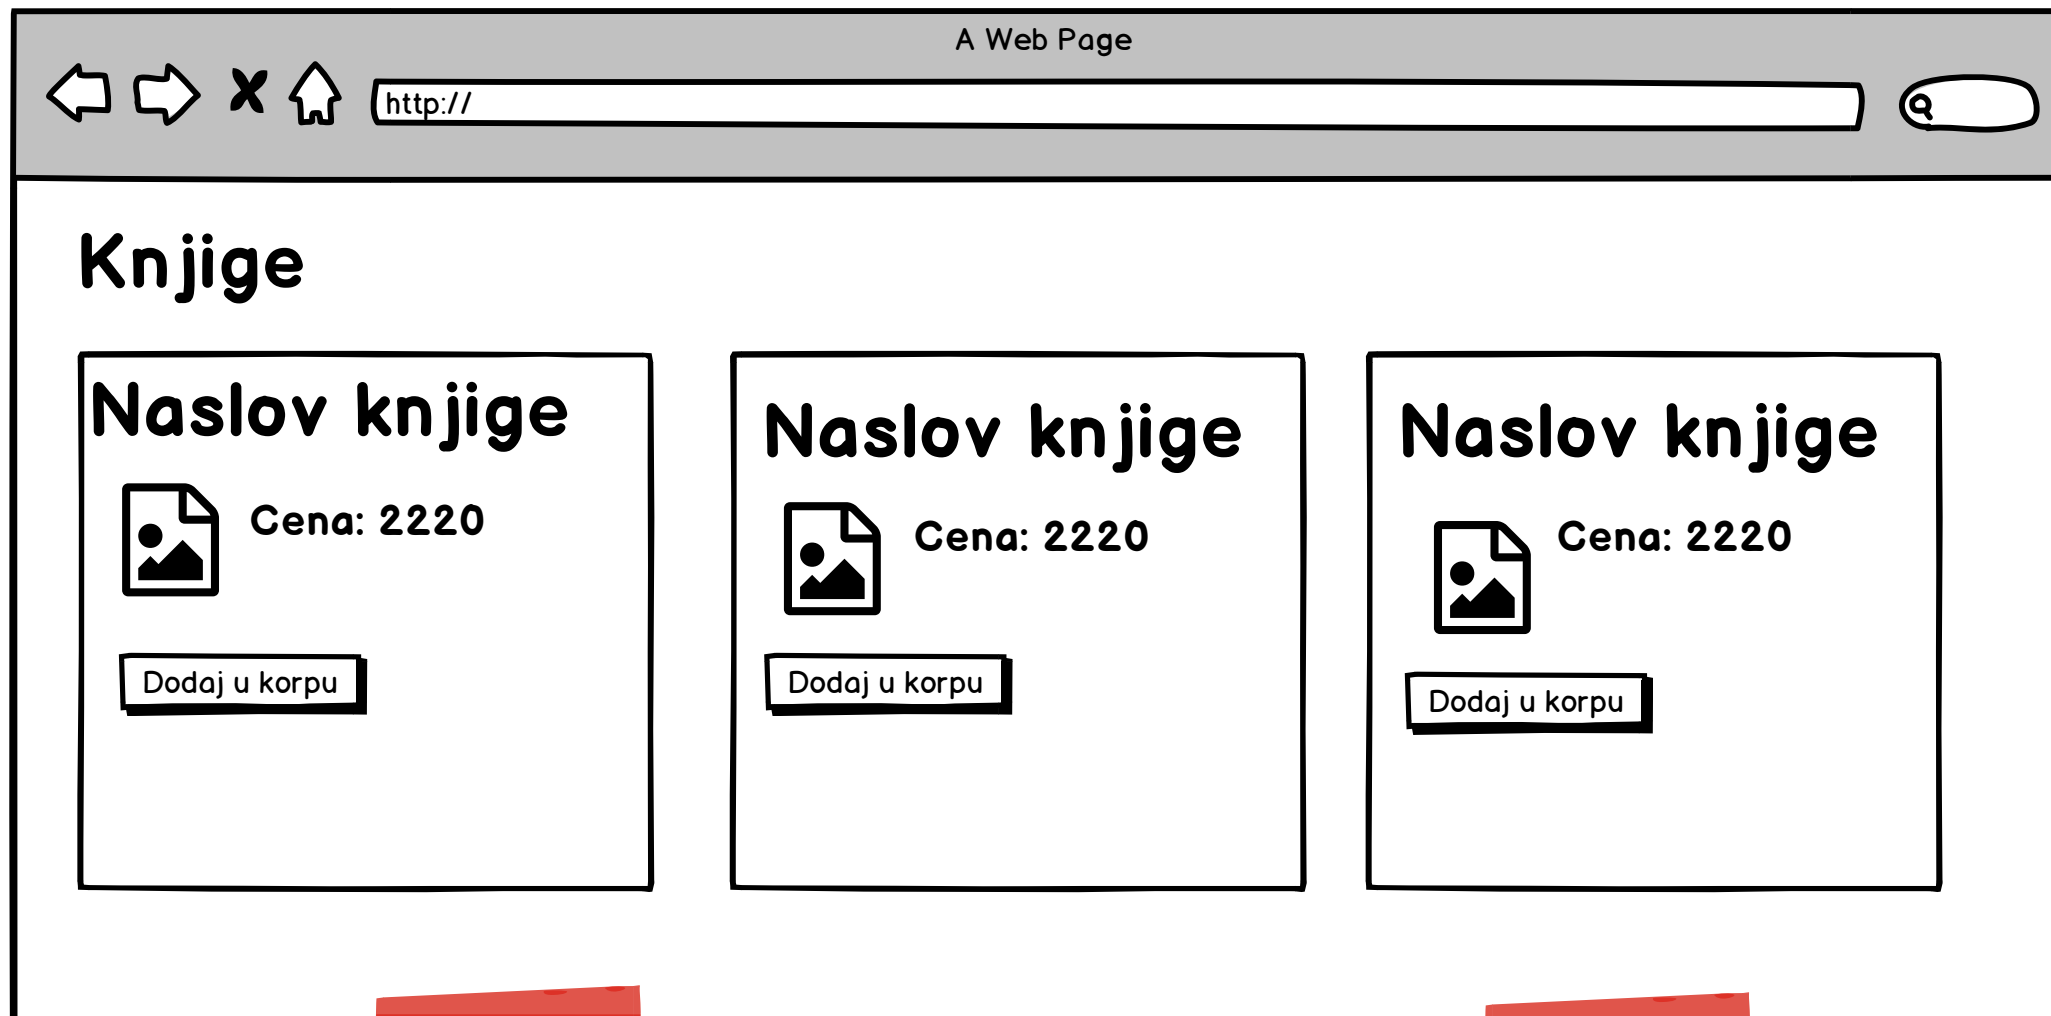 A Web Page
http://
Knjige
Naslov knjige
Cena: 2220
Dodaj u korpu
Naslov knjige
Cena: 2220
Dodaj u korpu
Naslov knjige
Cena: 2220
Dodaj u korpu